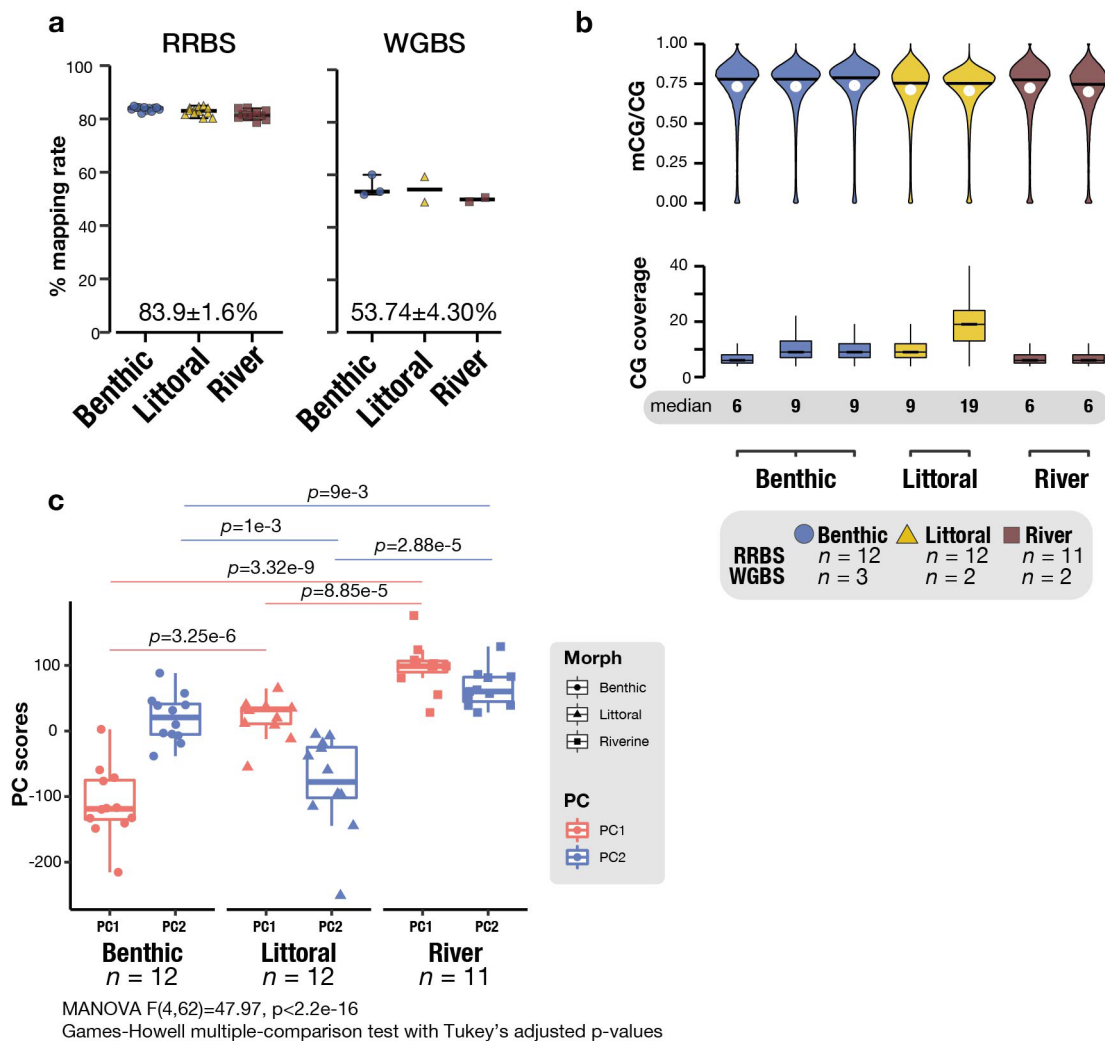 a
RRBS
WGBS
% mapping rate
100
80
60
40
20
0
83.9±1.6%
53.74±4.30%
Benthic
Littoral
River
Benthic
Littoral
River
b
mCG/CG
1.00
0.75
0.50
0.25
0.00
CG coverage
40
20
0
median 6 9 9 9 19 6 6
Benthic Littoral River
Benthic Littoral River
RRBS n = 12 n = 12 n = 11
WGBS n = 3 n = 2 n = 2
c
p=9e-3
p=1e-3
p=2.88e-5
p=3.32e-9
p=8.85e-5
p=3.25e-6
PC scores
100
0
-100
-200
PC1 PC2 PC1 PC2 PC1 PC2
Benthic Littoral River
n = 12 n = 12 n = 11
Morph
Benthic
Littoral
Riverine
PC
PC1
PC2
MANOVA F(4,62)=47.97, p<2.2e-16
Games-Howell multiple-comparison test with Tukey's adjusted p-values